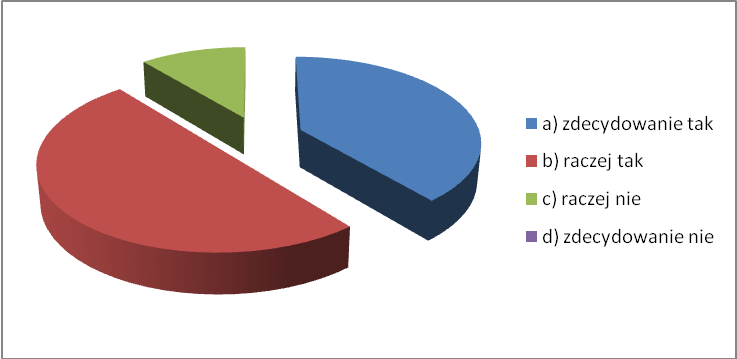 a) zdecydowanie tak
b) raczej tak
c) raczej nie
d) zdecydowanie nie